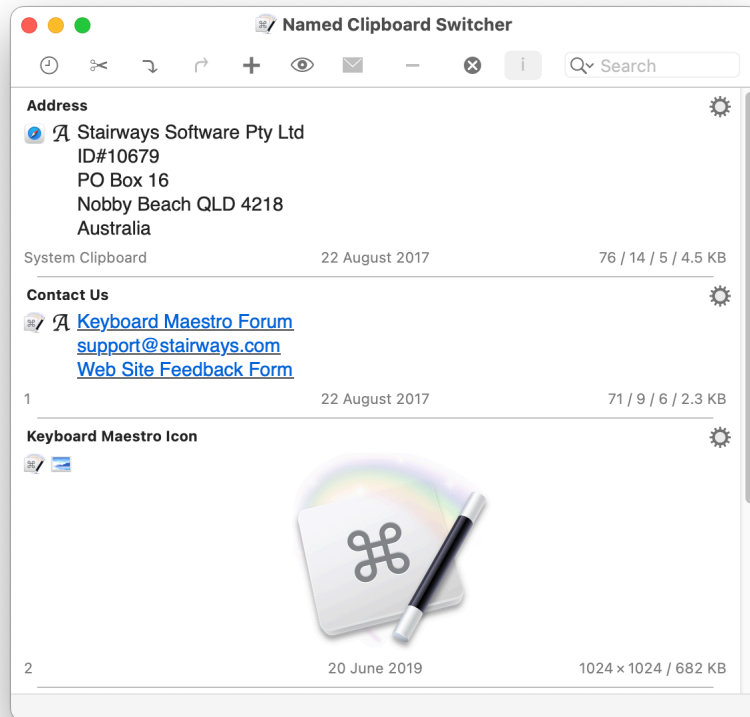 Named Clipboard Switcher
Search
Address
Stairways Software Pty Ltd
ID#10679
PO Box 16
Nobby Beach QLD 4218
Australia
System Clipboard 22 August 2017 76 / 14 / 5 / 4.5 KB
Contact Us
Keyboard Maestro Forum
support@stairways.com
Web Site Feedback Form
1 22 August 2017 71 / 9 / 6 / 2.3 KB
Keyboard Maestro Icon
2 20 June 2019 1024 × 1024 / 682 KB